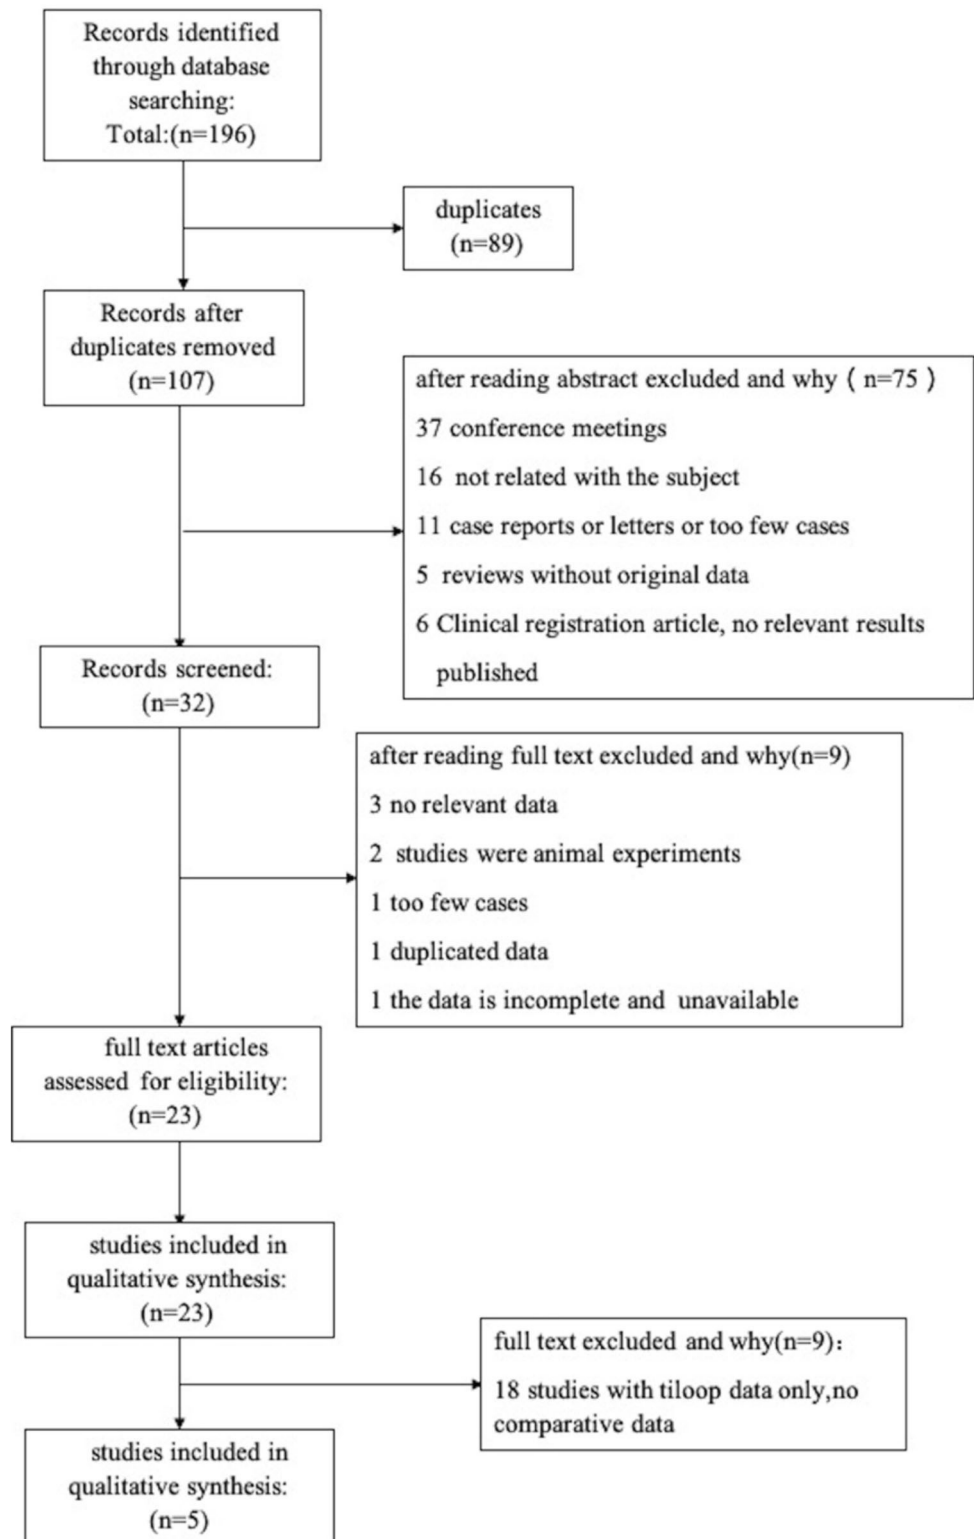 Records identified
through database
searching:
Total:(n=196)
duplicates
(n=89)
Records after
duplicates removed
(n=107)
after reading abstract excluded and why（n=75）
37 conference meetings
16 not related with the subject
11 case reports or letters or too few cases
5 reviews without original data
6 Clinical registration article, no relevant results
published
Records screened:
(n=32)
after reading full text excluded and why(n=9)
3 no relevant data
2 studies were animal experiments
1 too few cases
1 duplicated data
1 the data is incomplete and unavailable
full text articles
assessed for eligibility:
(n=23)
studies included in
qualitative synthesis:
(n=23)
full text excluded and why(n=9)：
18 studies with tiloop data only,no
comparative data
studies included in
qualitative synthesis:
(n=5)